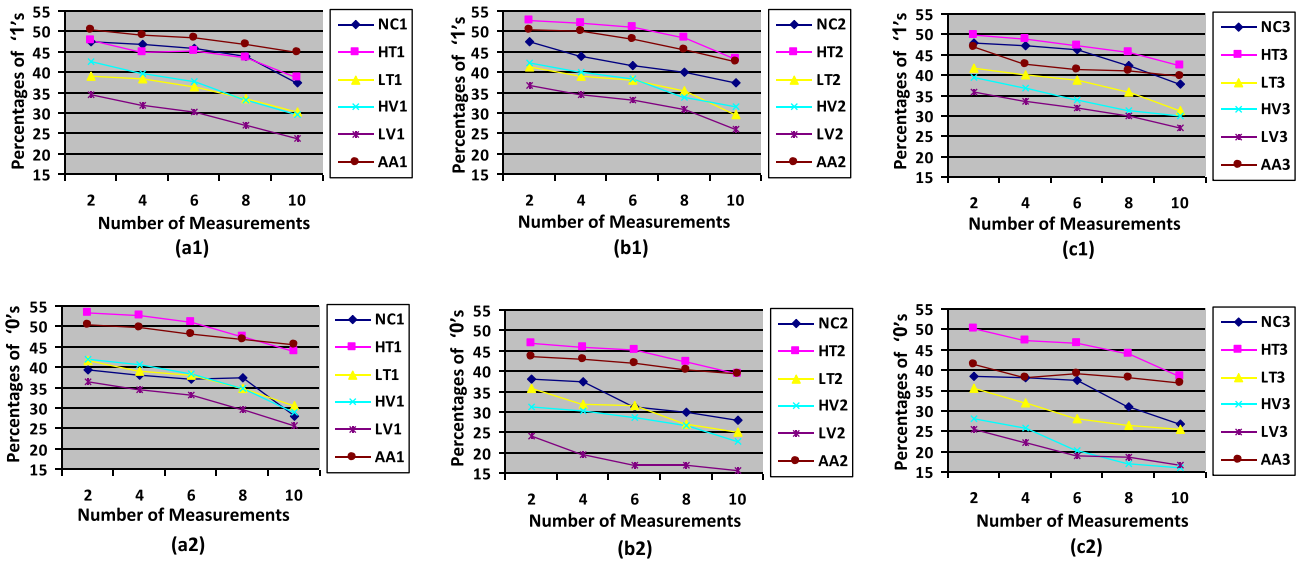 Percentages of '1's
55
50
45
40
35
30
25
20
15
2 4 6 8 10
Number of Measurements
(a1)
NC1
HT1
LT1
HV1
LV1
AA1
Percentages of '1's
55
50
45
40
35
30
25
20
15
2 4 6 8 10
Number of Measurements
(b1)
NC2
HT2
LT2
HV2
LV2
AA2
Percentages of '1's
55
50
45
40
35
30
25
20
15
2 4 6 8 10
Number of Measurements
(c1)
NC3
HT3
LT3
HV3
LV3
AA3
Percentages of '0's
55
50
45
40
35
30
25
15
2 4 6 8 10
Number of Measurements
(a2)
NC1
HT1
LT1
HV1
LV1
AA1
Percentages of '0's
55
50
45
40
35
30
25
20
15
2 4 6 8 10
Number of Measurements
(b2)
NC2
HT2
LT2
HV2
LV2
AA2
Percentages of '0's
55
50
45
40
35
30
25
20
15
2 4 6 8 10
Number of Measurements
(c2)
NC3
HT3
LT3
HV3
LV3
AA3